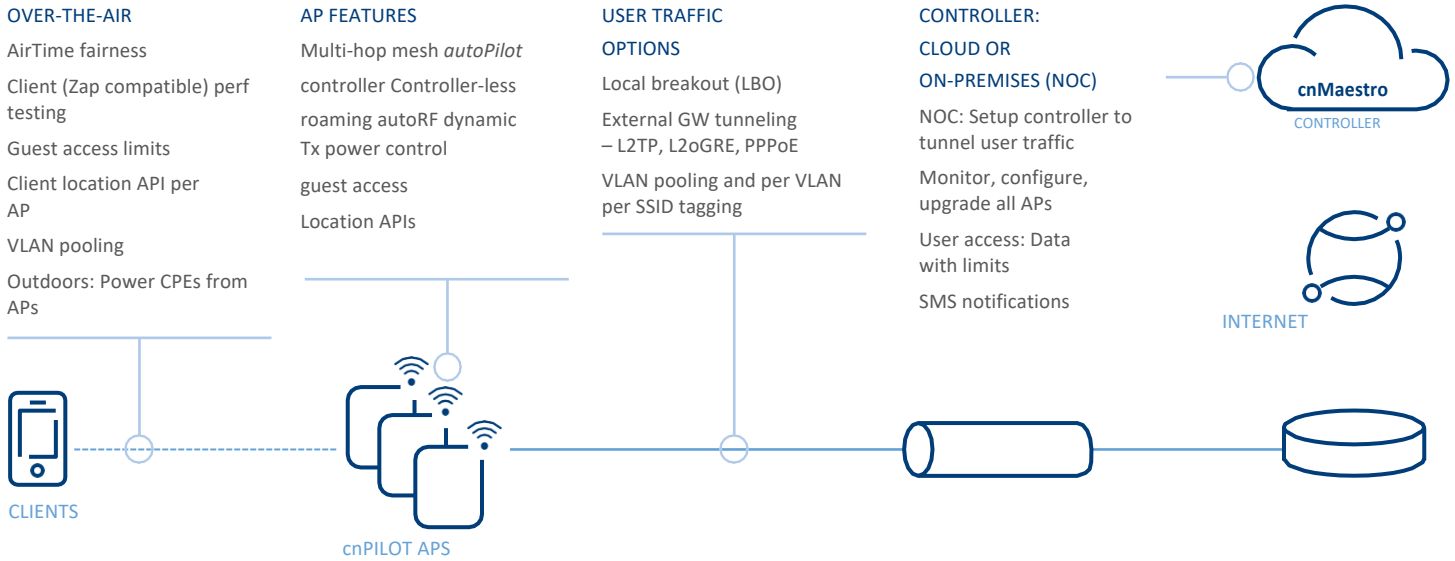 OVER-THE-AIR
AirTime fairness
Client (Zap compatible) perf
testing
Guest access limits
Client location API per
AP
VLAN pooling
Outdoors: Power CPEs from
APs
AP FEATURES
Multi-hop mesh autoPilot
controller Controller-less
roaming autoRF dynamic
Tx power control
guest access
Location APIs
USER TRAFFIC
OPTIONS
Local breakout (LBO)
External GW tunneling
– L2TP, L2oGRE, PPPoE
VLAN pooling and per VLAN
per SSID tagging
CONTROLLER:
CLOUD OR
ON-PREMISES (NOC)
NOC: Setup controller to
tunnel user traffic
Monitor, configure,
upgrade all APs
User access: Data
with limits
SMS notifications
cnMaestro
CONTROLLER
INTERNET
CLIENTS
cnPILOT APS